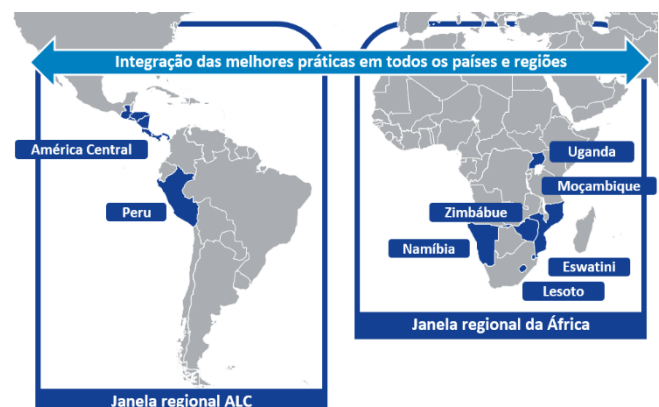 Integração das melhores práticas em todos os países e regiões
América Central
Peru
Uganda
Moçambique
Zimbábue
Namíbia
Eswatini
Lesoto
Janela regional da África
Janela regional ALC